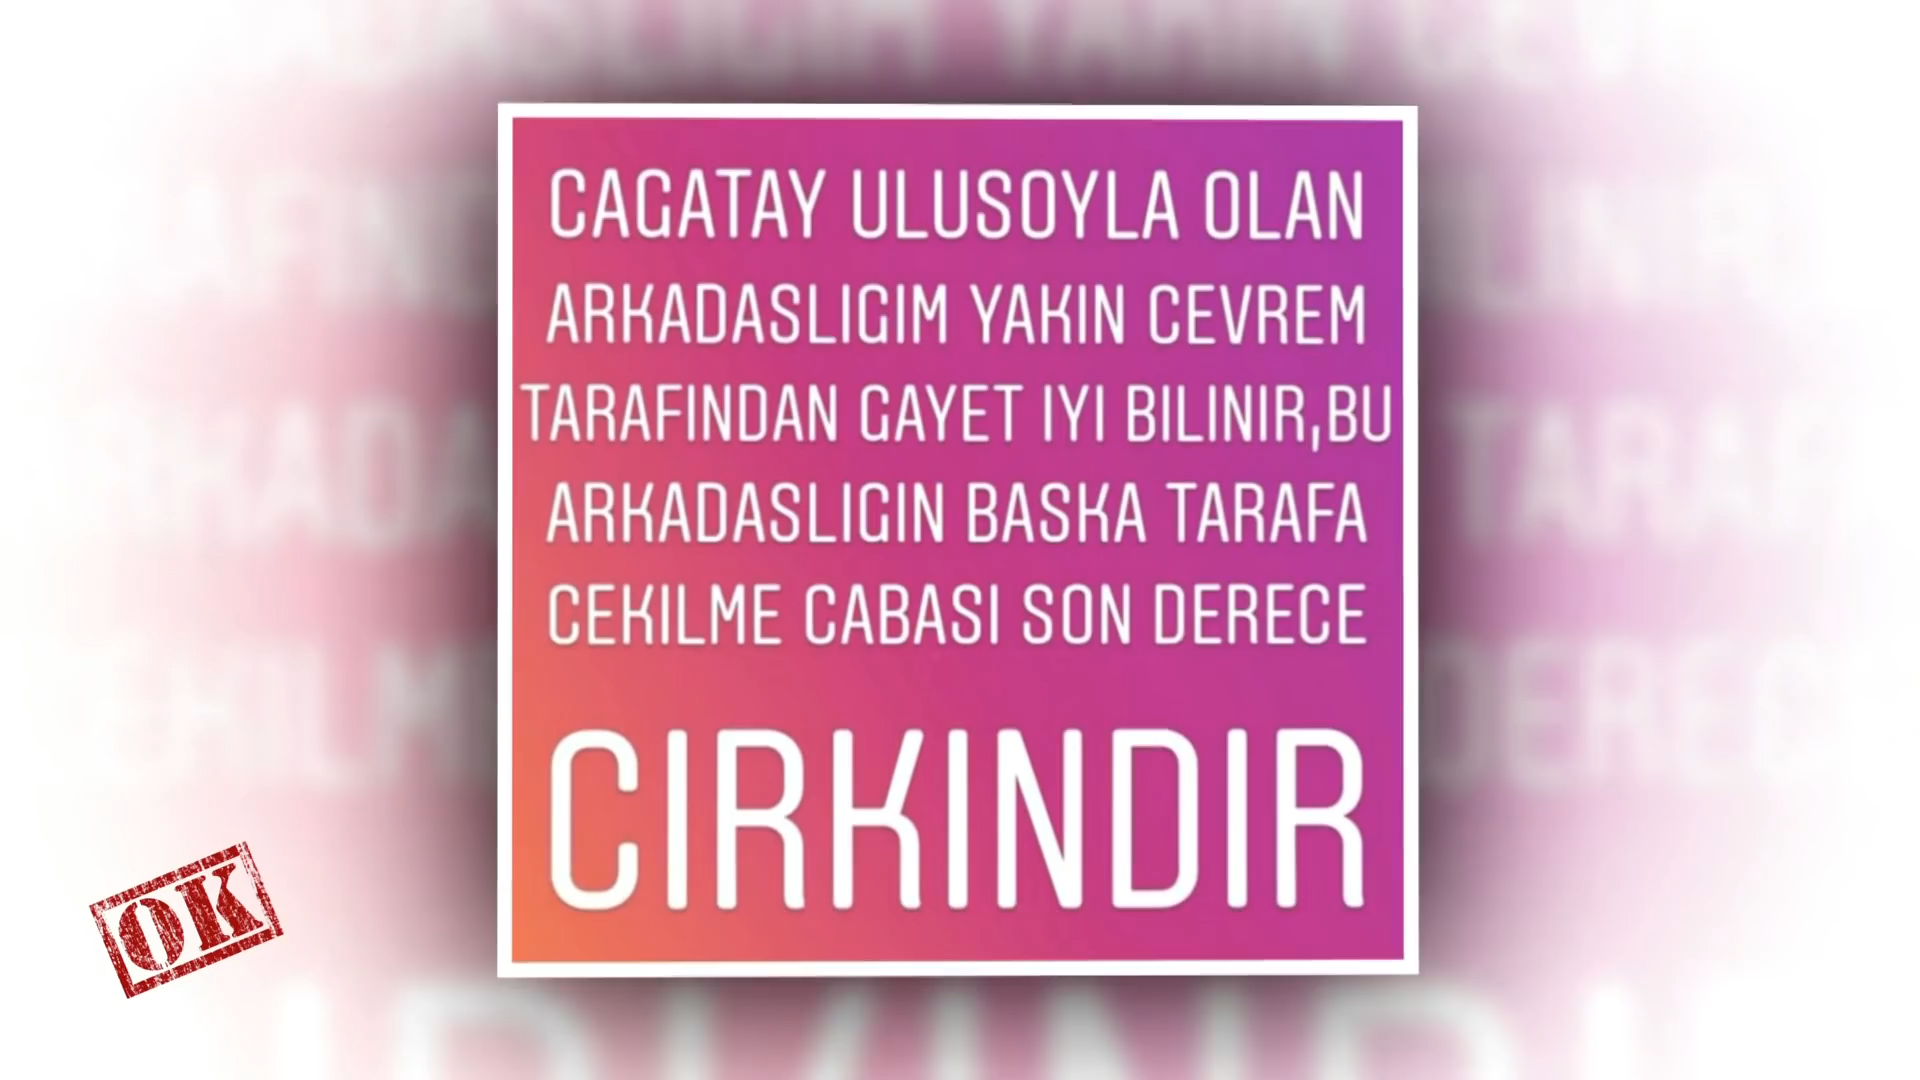 CAGATAY ULUSOYLA OLAN
ARKADASLIGIM YAKIN CEVREM
TARAFINDAN GAYET IYI BILINIR,BU
ARKADASLIGIN BASKA TARAFA
CEKILME CABASI SON DERECE
CIRKINDIR
OK